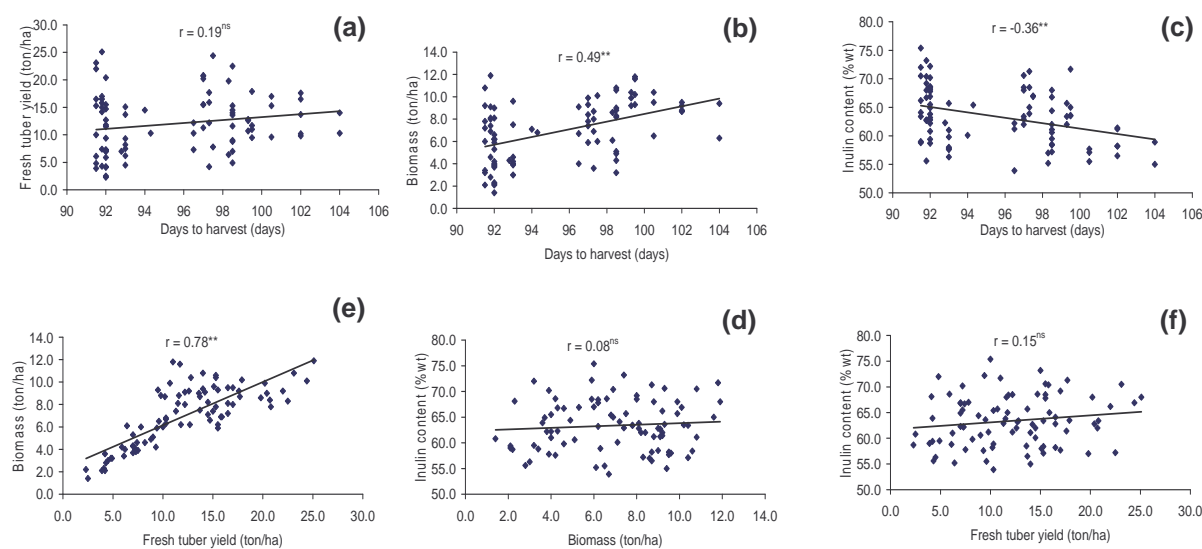 (a)
r = 0.19ns
Fresh tuber yield (ton/ha)
30.0
25.0
20.0
15.0
10.0
5.0
0.0
90 92 94 96 98 100 102 104 106
Days to harvest (days)
(b)
r = 0.49**
Biomass (ton/ha)
14.0
12.0
10.0
8.0
6.0
4.0
2.0
0.0
90 92 94 96 98 100 102 104 106
Days to harvest (days)
(c)
r = -0.36**
Inulin content (%wt)
80.0
75.0
70.0
65.0
60.0
55.0
50.0
90 92 94 96 98 100 102 104 106
Days to harvest (days)
(e)
r = 0.78**
Biomass (ton/ha)
14.0
12.0
10.0
8.0
6.0
4.0
2.0
0.0
0.0 5.0 10.0 15.0 20.0 25.0 30.0
Fresh tuber yield (ton/ha)
(d)
r = 0.08ns
Inulin content (%wt)
80.0
75.0
70.0
65.0
60.0
55.0
50.0
0.0 2.0 4.0 6.0 8.0 10.0 12.0 14.0
Biomass (ton/ha)
(f)
r = 0.15ns
Inulin content (%wt)
80.0
75.0
70.0
65.0
60.0
55.0
50.0
0.0 5.0 10.0 15.0 20.0 25.0 30.0
Fresh tuber yield (ton/ha)